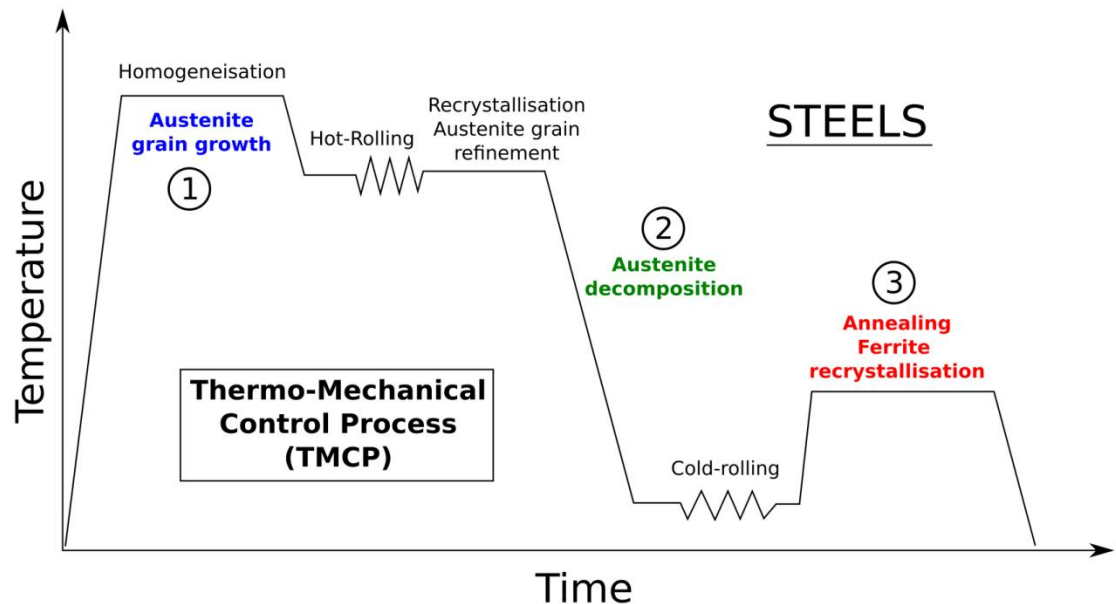 Homogeneisation
Austenite
grain growth
1
Hot-Rolling
Recrystallisation
Austenite grain
refinement
STEELS
2
Austenite
decomposition
3
Annealing
Ferrite
recrystallisation
Thermo-Mechanical
Control Process
(TMCP)
Cold-rolling
Temperature
Time